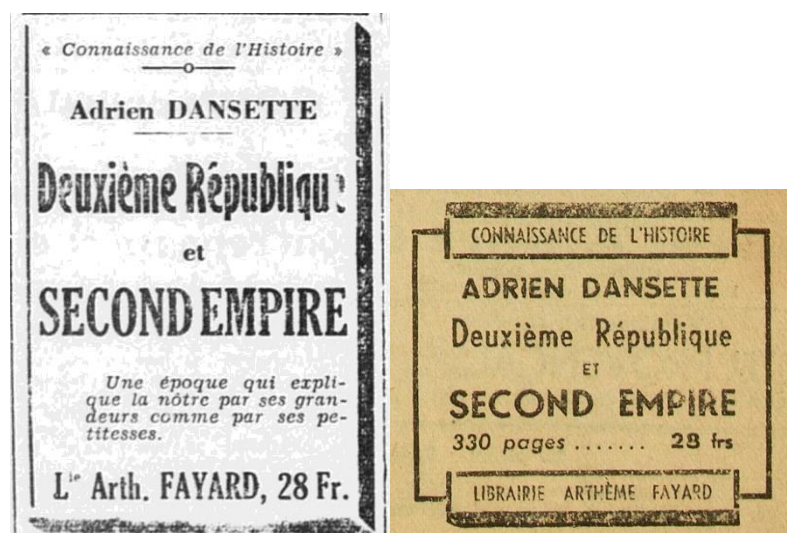 « Connaissance de l'Histoire »
Adrien DANSETTE
Deuxième République
et
SECOND EMPIRE
Une époque qui expli-
que la nôtre par ses gran-
deurs comme par ses pe-
titesses.
Lie Arth. FAYARD, 28 Fr.
CONNAISSANCE DE L'HISTOIRE
ADRIEN DANSETTE
Deuxième République
ET
SECOND EMPIRE
330 pages ....... 28 frs
LIBRAIRIE ARTHÈME FAYARD